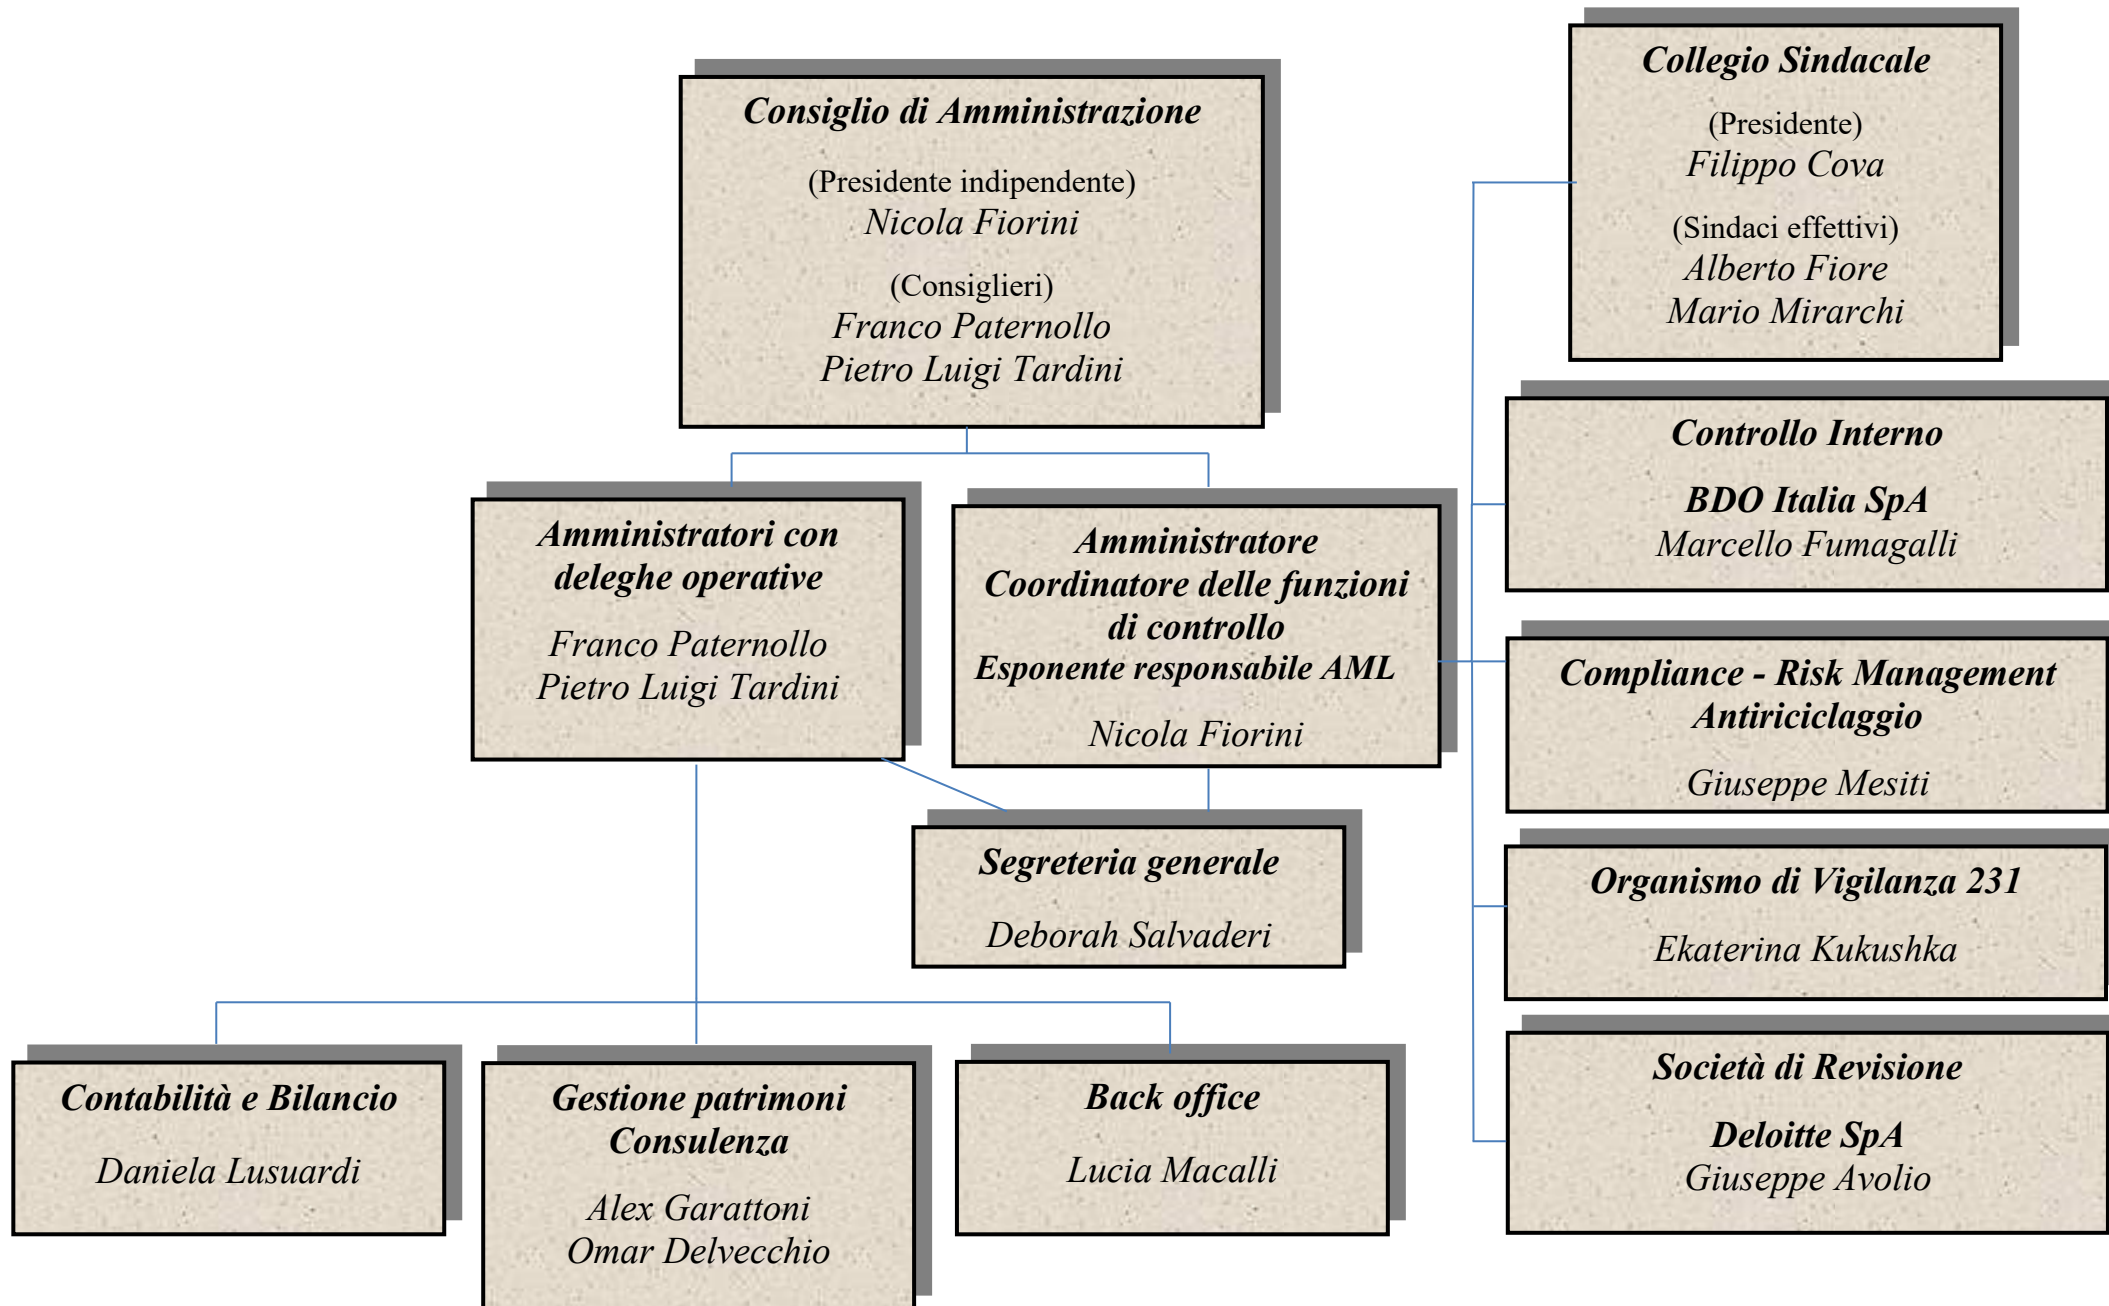 Consiglio di Amministrazione
(Presidente indipendente)
Nicola Fiorini
(Consiglieri)
Franco Paternollo
Pietro Luigi Tardini
Collegio Sindacale
(Presidente)
Filippo Cova
(Sindaci effettivi)
Alberto Fiore
Mario Mirarchi
Controllo Interno
BDO Italia SpA
Marcello Fumagalli
Amministratori con
deleghe operative
Franco Paternollo
Pietro Luigi Tardini
Amministratore
Coordinatore delle funzioni
di controllo
Esponente responsabile AML
Nicola Fiorini
Compliance - Risk Management
Antiriciclaggio
Giuseppe Mesiti
Segreteria generale
Deborah Salvaderi
Organismo di Vigilanza 231
Ekaterina Kukushka
Contabilità e Bilancio
Daniela Lusuardi
Gestione patrimoni
Consulenza
Alex Garattoni
Omar Delvecchio
Back office
Lucia Macalli
Società di Revisione
Deloitte SpA
Giuseppe Avolio